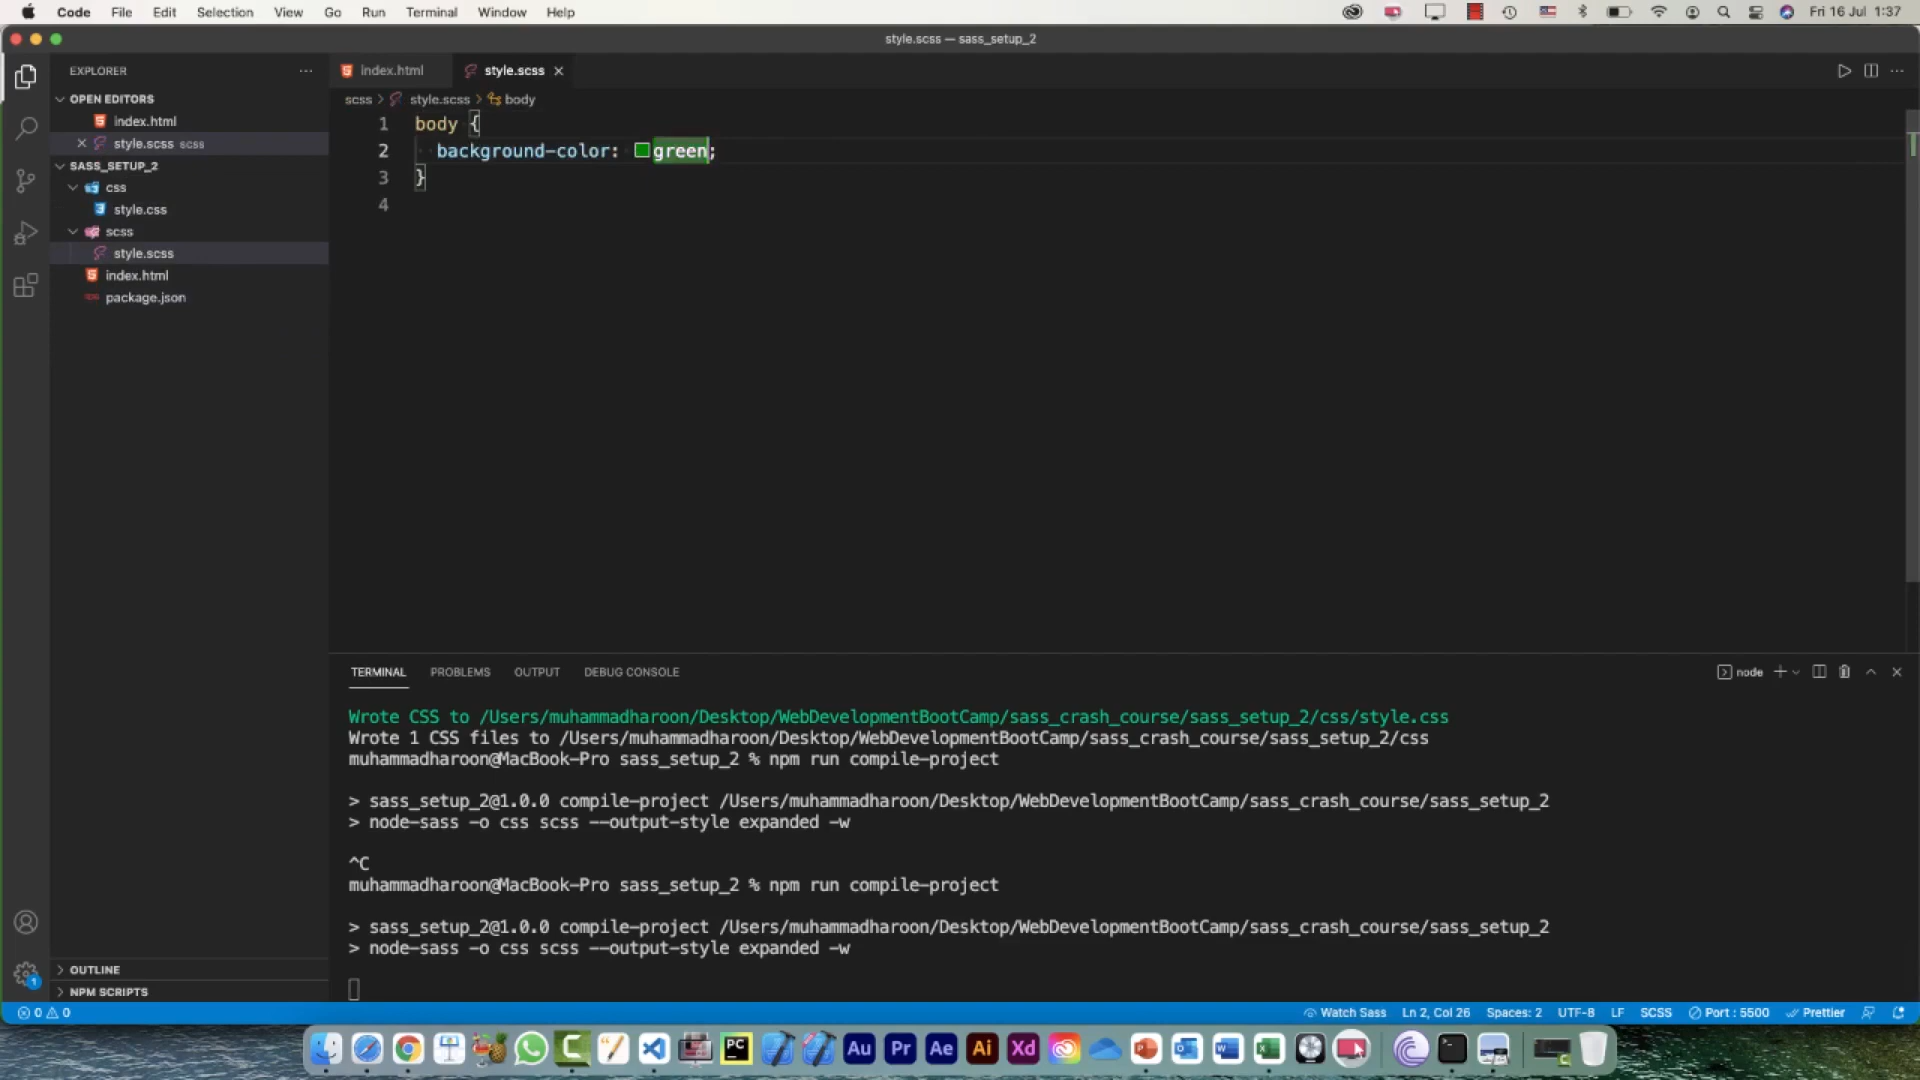 Code File Edit Selection View Go Run Terminal Window Help Fri 16 Jul 1:37
style.scss — sass_setup_2
EXPLORER
index.html
style.scss
OPEN EDITORS
scss > style.scss > body
index.html
style.scss scss
SASS_SETUP_2
css
style.css
scss
style.scss
index.html
package.json
1 body {
2 background-color: green;
3 }
4
TERMINAL PROBLEMS OUTPUT DEBUG CONSOLE node
Wrote CSS to /Users/muhammadharoon/Desktop/WebDevelopmentBootCamp/sass_crash_course/sass_setup_2/css/style.css
Wrote 1 CSS files to /Users/muhammadharoon/Desktop/WebDevelopmentBootCamp/sass_crash_course/sass_setup_2/css
muhammadharoon@MacBook-Pro sass_setup_2 % npm run compile-project
> sass_setup_2@1.0.0 compile-project /Users/muhammadharoon/Desktop/WebDevelopmentBootCamp/sass_crash_course/sass_setup_2
> node-sass -o css scss --output-style expanded -w
^C
muhammadharoon@MacBook-Pro sass_setup_2 % npm run compile-project
> sass_setup_2@1.0.0 compile-project /Users/muhammadharoon/Desktop/WebDevelopmentBootCamp/sass_crash_course/sass_setup_2
> node-sass -o css scss --output-style expanded -w
OUTLINE
NPM SCRIPTS
1
0 0 Watch Sass Ln 2, Col 26 Spaces: 2 UTF-8 LF SCSS Port : 5500 Prettier
PC Au Pr Ae Ai Xd